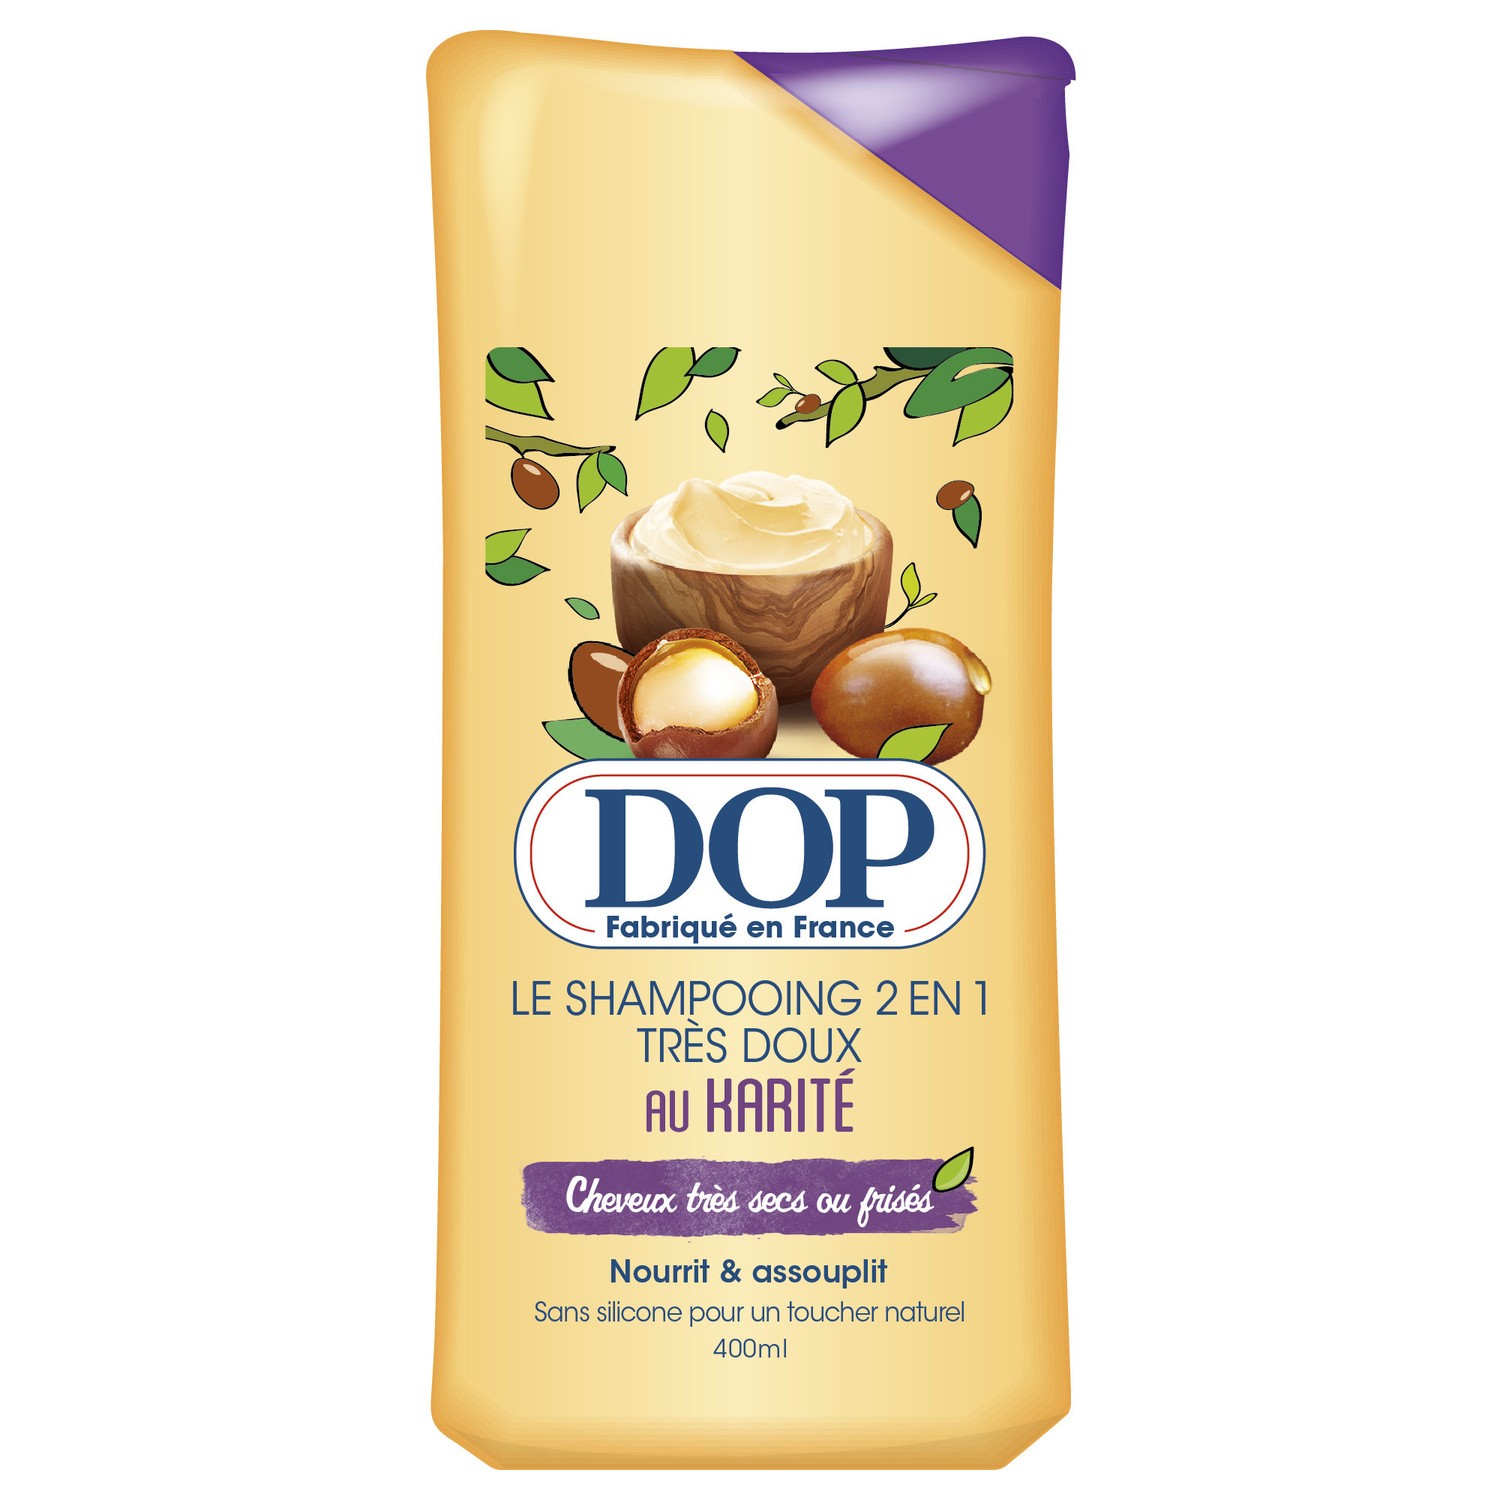 DOP
Fabriqué en France
LE SHAMPOOING 2 EN 1
TRÈS DOUX
AU KARITÉ
Cheveux très secs ou frisés
Nourrit & assouplit
Sans silicone pour un toucher naturel
400ml